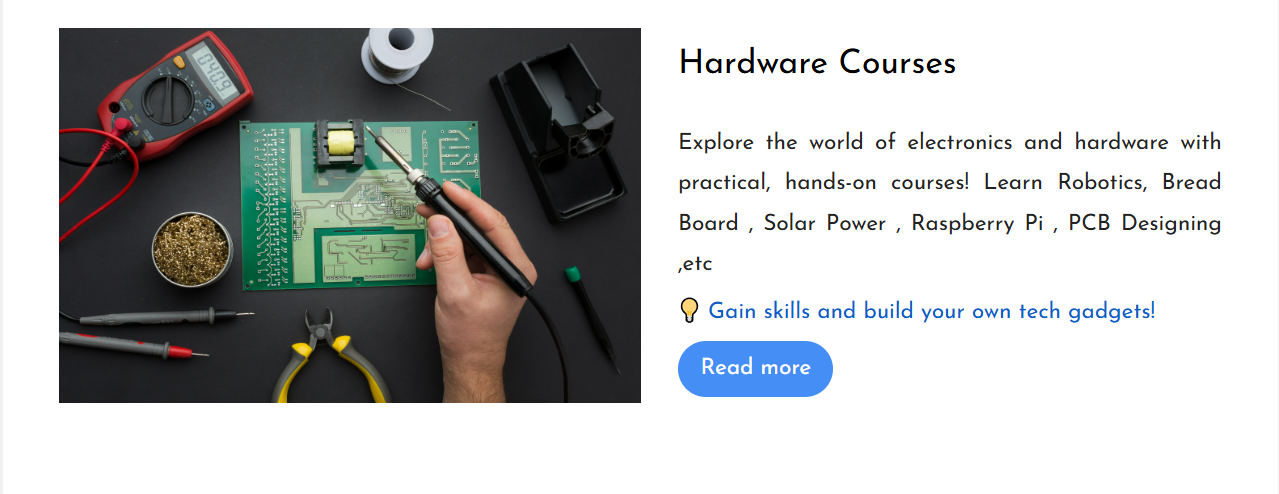 Hardware Courses
Explore the world of electronics and hardware with
practical, hands-on courses! Learn Robotics, Bread
Board , Solar Power , Raspberry Pi , PCB Designing
,etc
💡 Gain skills and build your own tech gadgets!
Read more